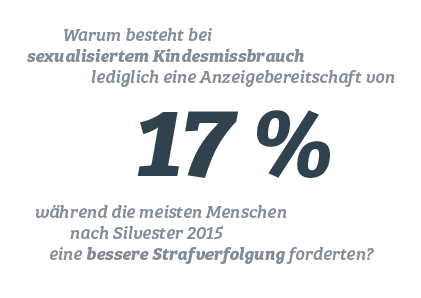 Warum besteht bei
sexualisiertem Kindesmissbrauch
lediglich eine Anzeigebereitschaft von
17 %
während die meisten Menschen
nach Silvester 2015
eine bessere Strafverfolgung forderten?